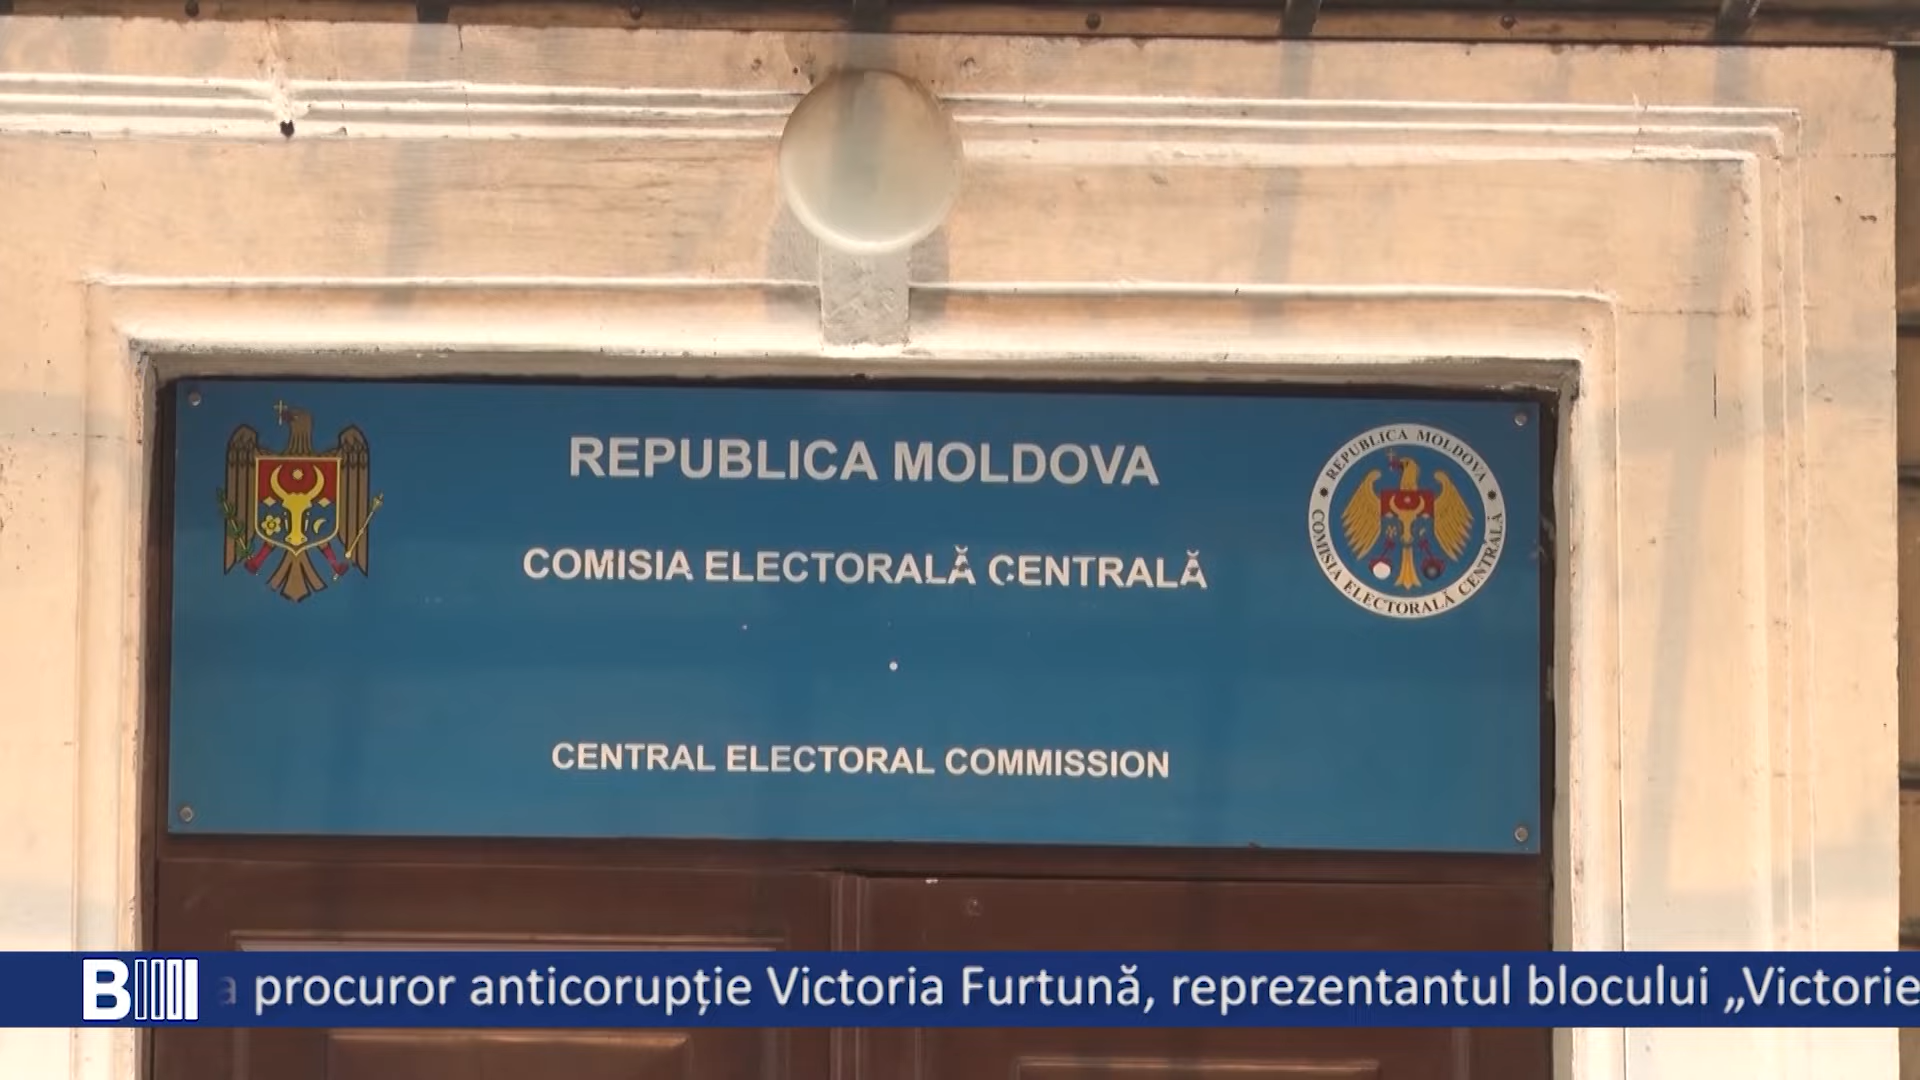 REPUBLICA MOLDOVA
COMISIA ELECTORALĂ CENTRALĂ
CENTRAL ELECTORAL COMMISSION
REPUBLICA MOLDOVA
COMISIA ELECTORALĂ CENTRALĂ
B
a procuror anticorupție Victoria Furtună, reprezentantul blocului „Victorie